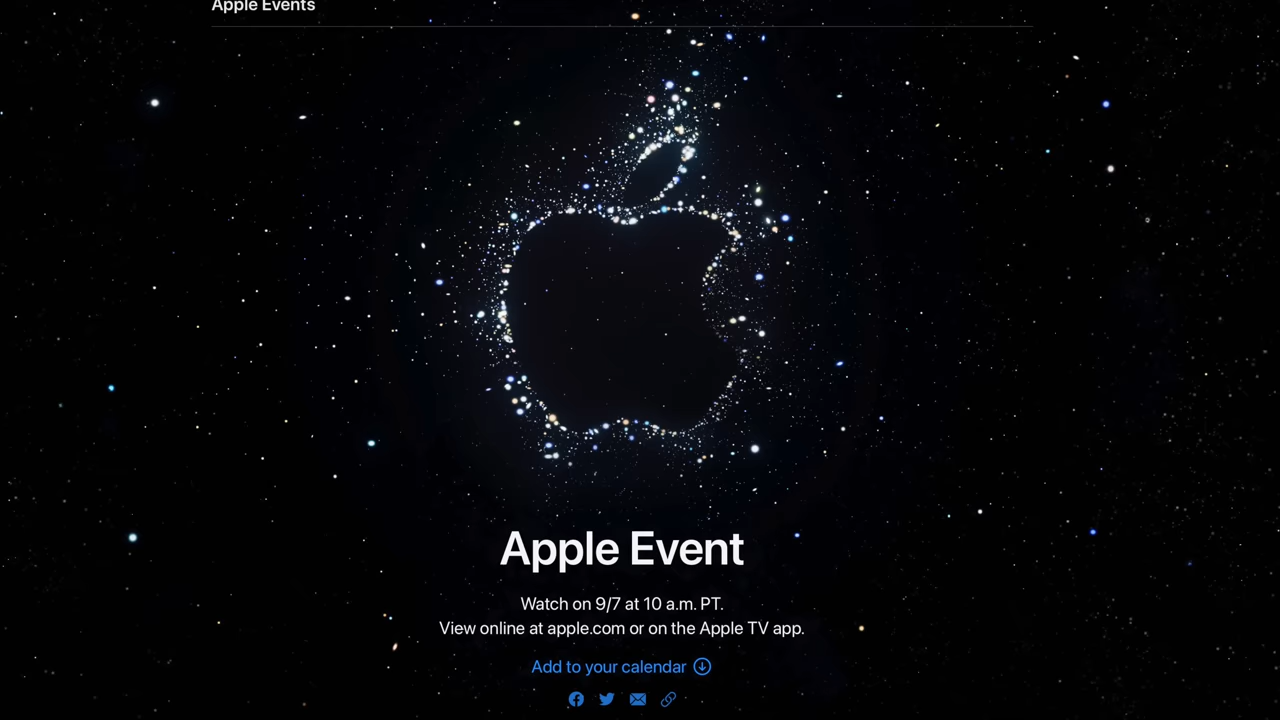 Apple Events
Apple Event
Watch on 9/7 at 10 a.m. PT.
View online at apple.com or on the Apple TV app.
Add to your calendar